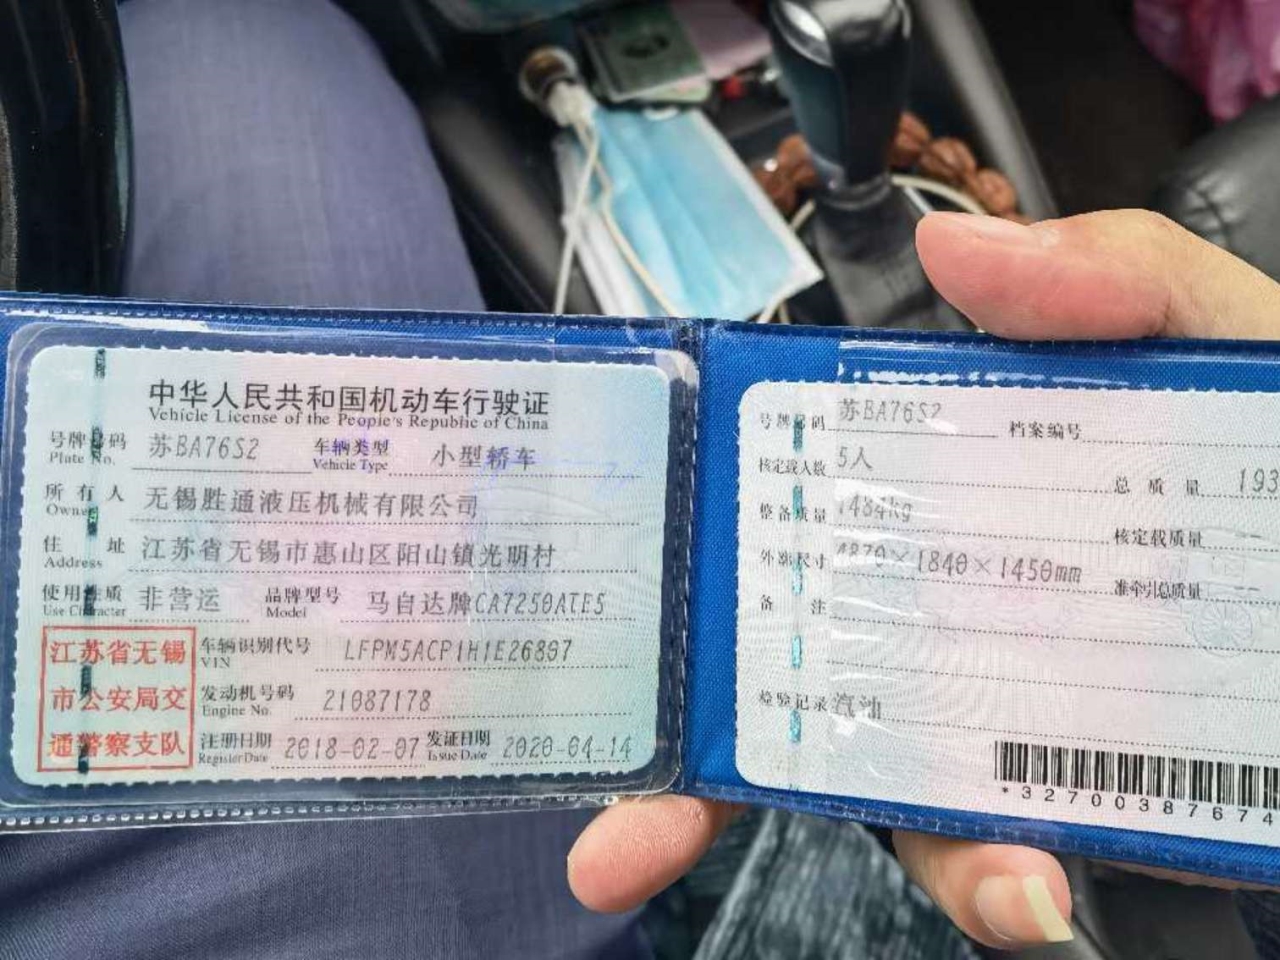 中华人民共和国机动车行驶证
Vehicle License of the People's Republic of China
号牌号码 苏BA76S2 车辆类型 小型轿车
Plate No. Vehicle Type
所有人 无锡胜通液压机械有限公司
Owner
住址 江苏省无锡市惠山区阳山镇光明村
Address
使用性质 非营运 品牌型号 马自达牌CA7250ATE5
Use Character Model
江苏省无锡
市公安局交
通警察支队
车辆识别代号 LFPM5ACP1H1E26897
VIN
发动机号码 21087178
Engine No.
注册日期 2018-02-07 发证日期 2020-04-14
Register Date Issue Date
号牌号码 苏BA76S2 档案编号
核定载人数 5人 总质量 193
整备质量 1484kg 核定载质量 --
外廓尺寸 4870×1840×1450mm 准牵引总质量 --
备注
检验记录 汽油
*32700387674